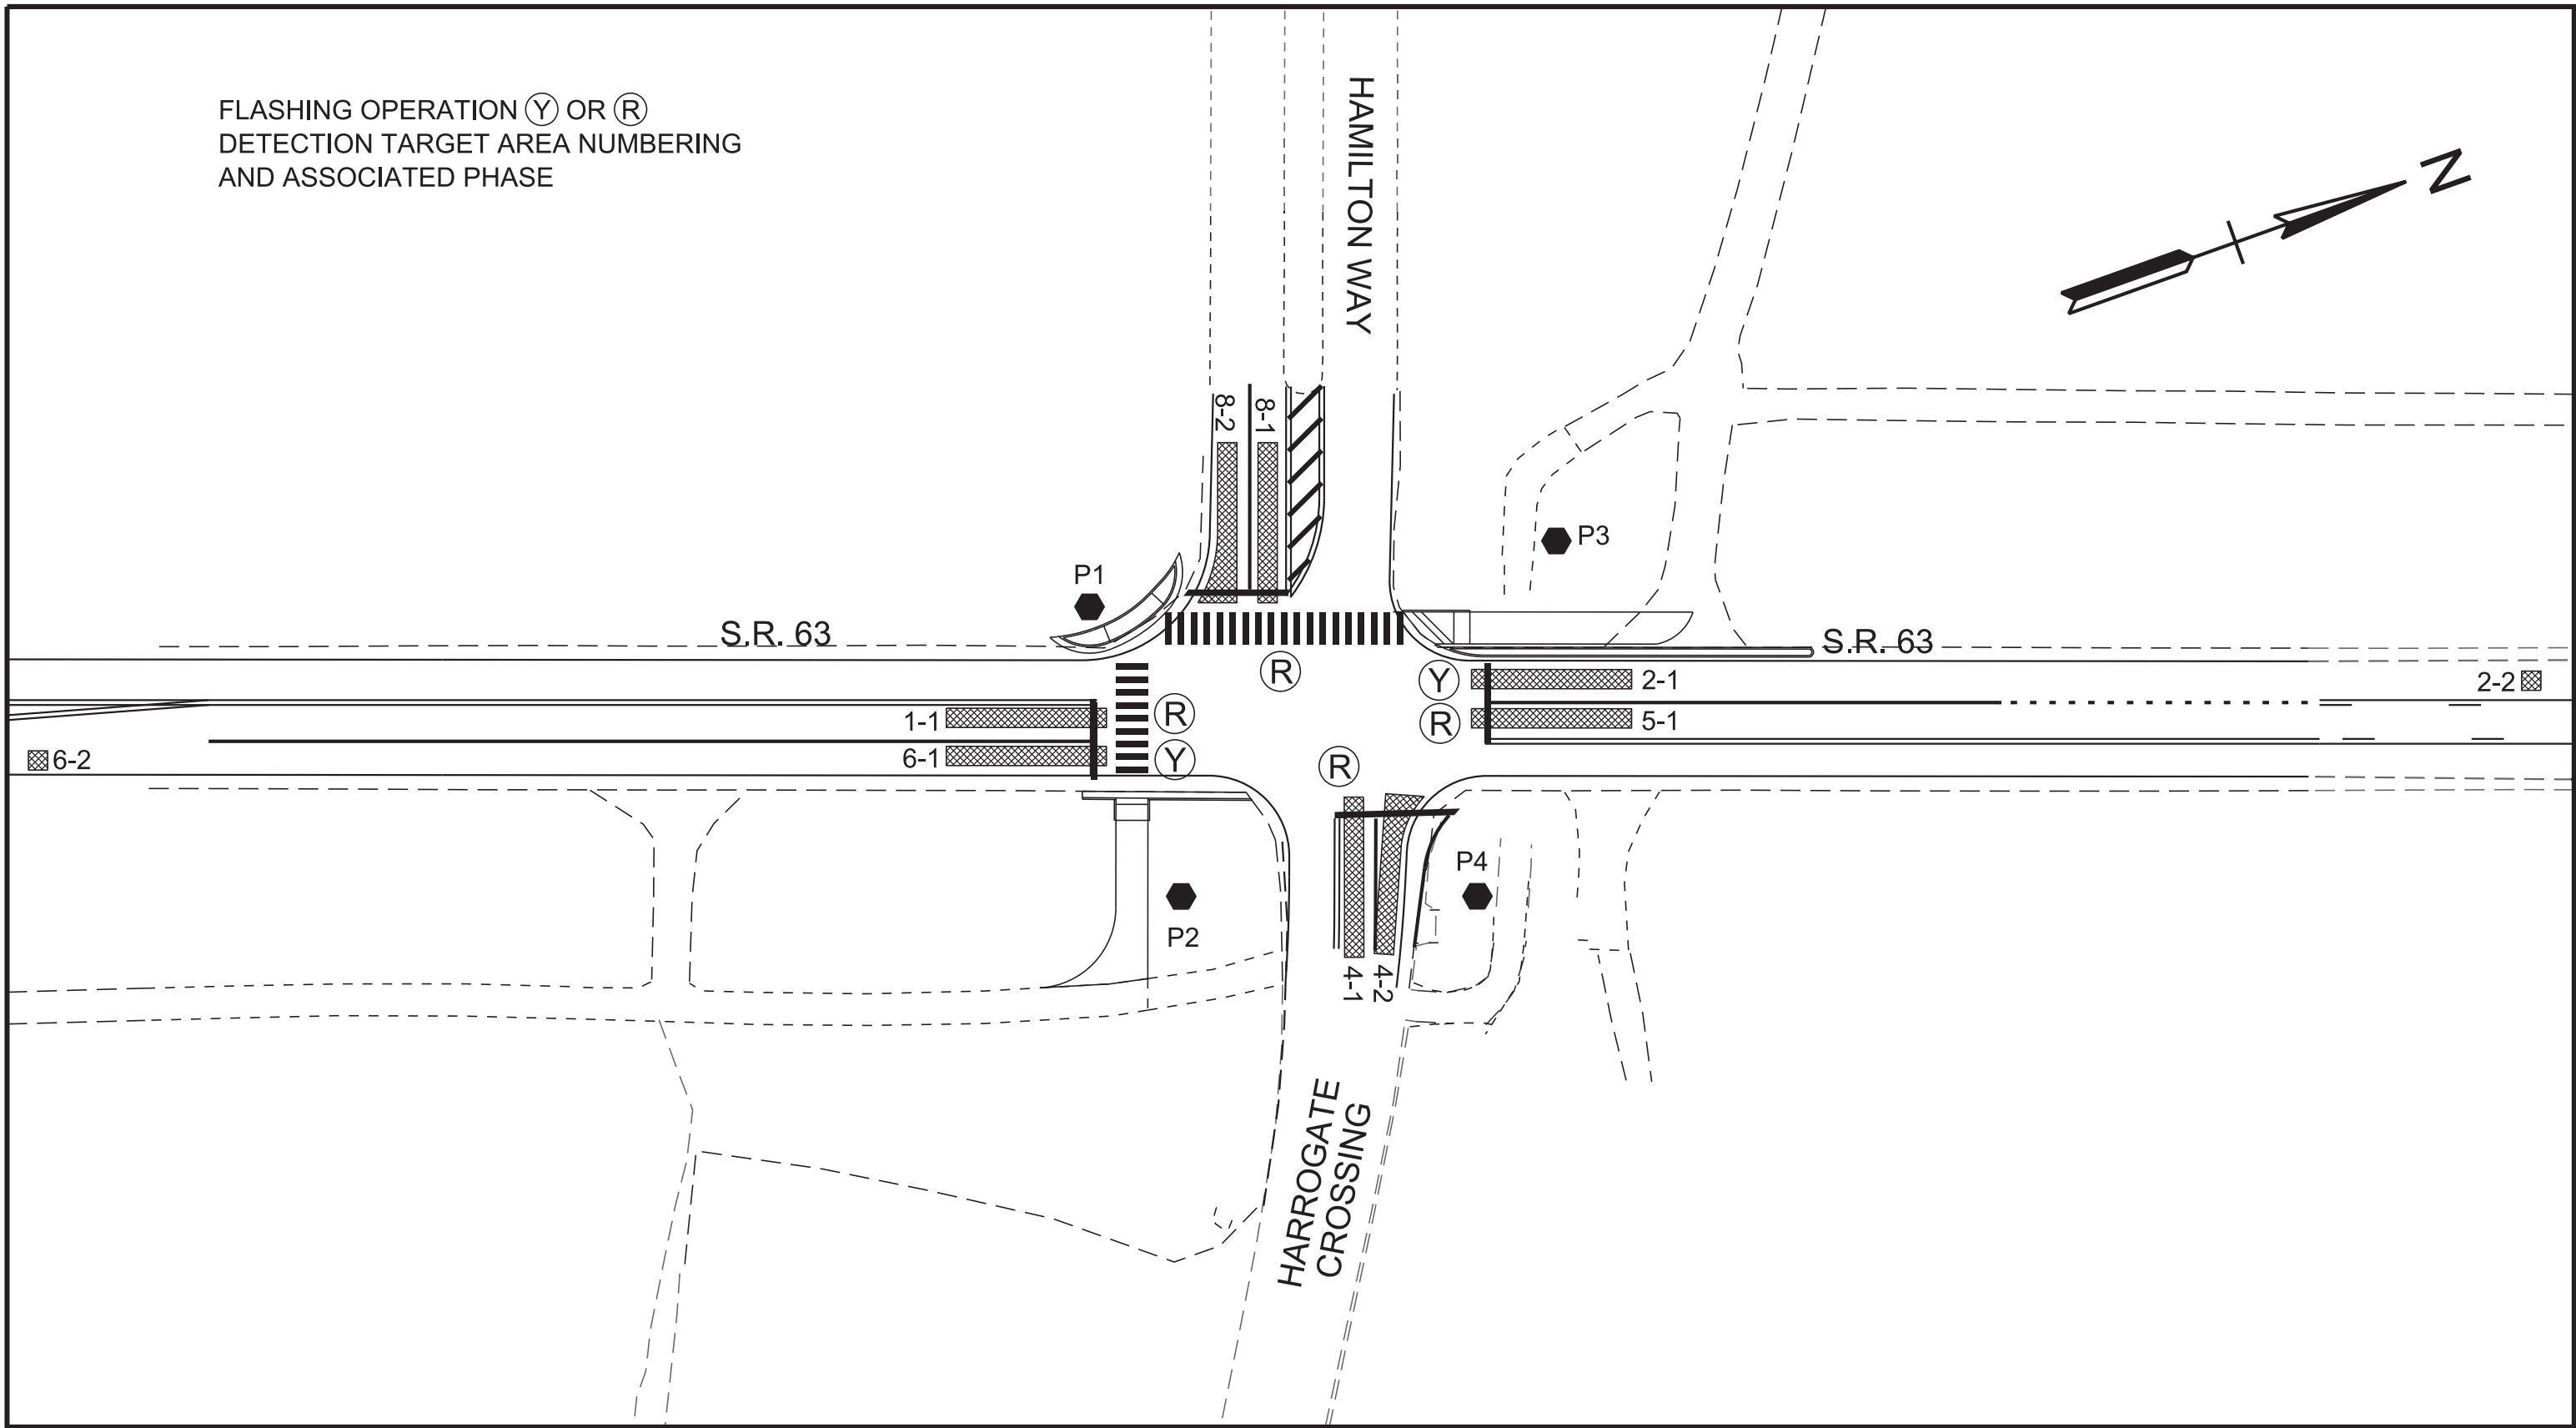 FLASHING OPERATION Y OR R
DETECTION TARGET AREA NUMBERING
AND ASSOCIATED PHASE
HAMILTON WAY
N
8-2
8-1
P3
P1
S.R. 63
S.R. 63
R
Y
2-1
2-2
1-1
R
R
5-1
6-2
6-1
Y
R
P4
P2
4-1
4-2
HARROGATE
CROSSING